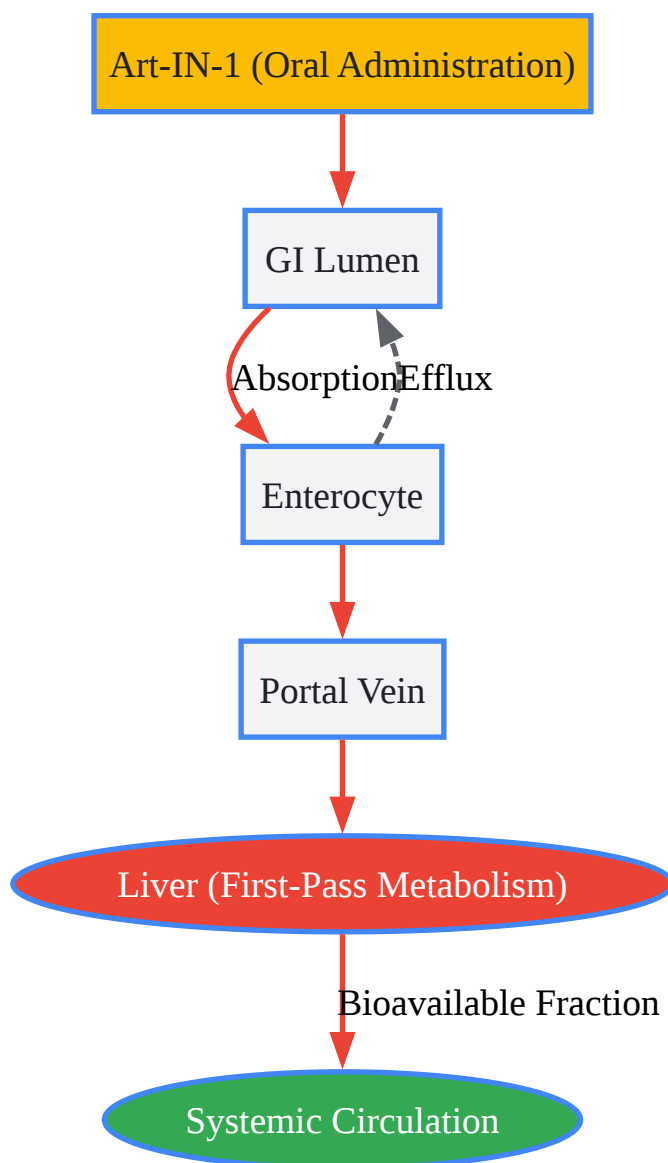 Art-IN-1 (Oral Administration)
GI Lumen
Absorption
Efflux
Enterocyte
Portal Vein
Liver (First-Pass Metabolism)
Bioavailable Fraction
Systemic Circulation